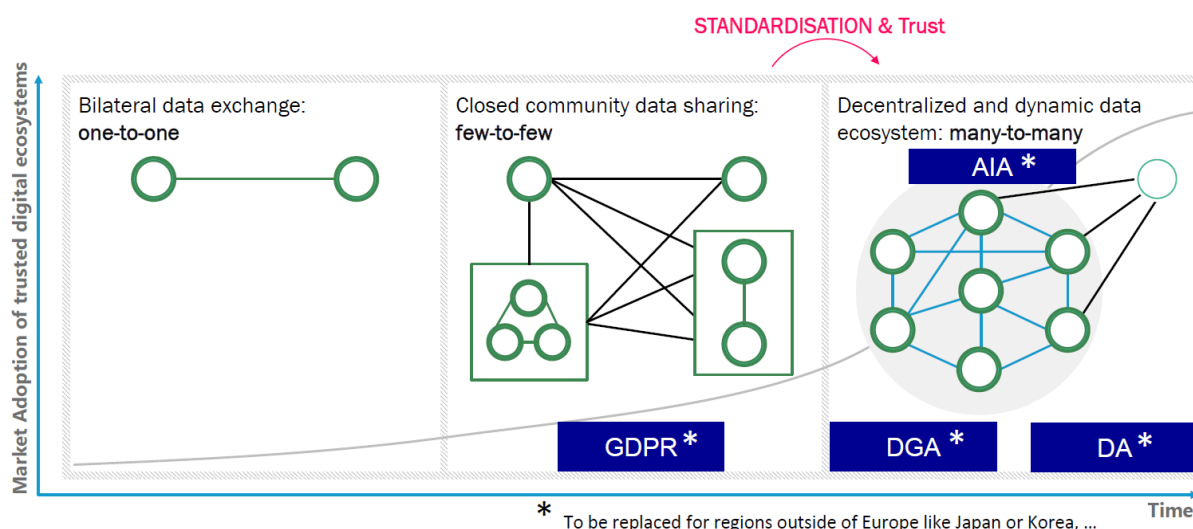 STANDARDISATION & Trust
Market Adoption of trusted digital ecosystems
Bilateral data exchange:
one-to-one
Closed community data sharing:
few-to-few
Decentralized and dynamic data
ecosystem: many-to-many
AIA *
GDPR *
DGA *
DA *
Time
* To be replaced for regions outside of Europe like Japan or Korea, ...